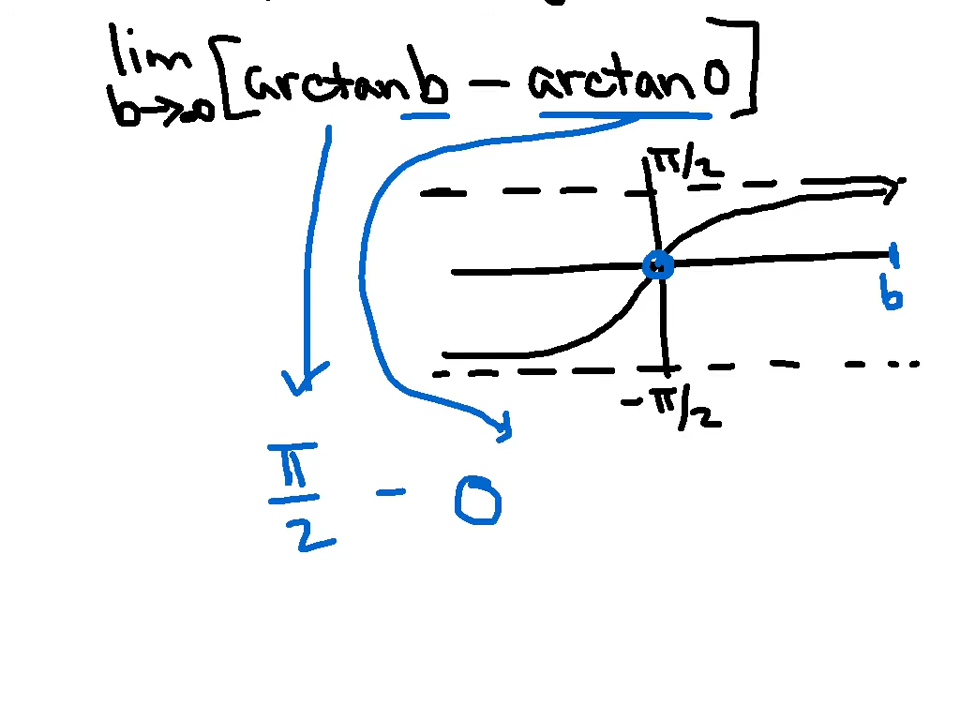 lim b→∞ [arctan b − arctan 0]
π/2
b
-π/2
π/2 − 0